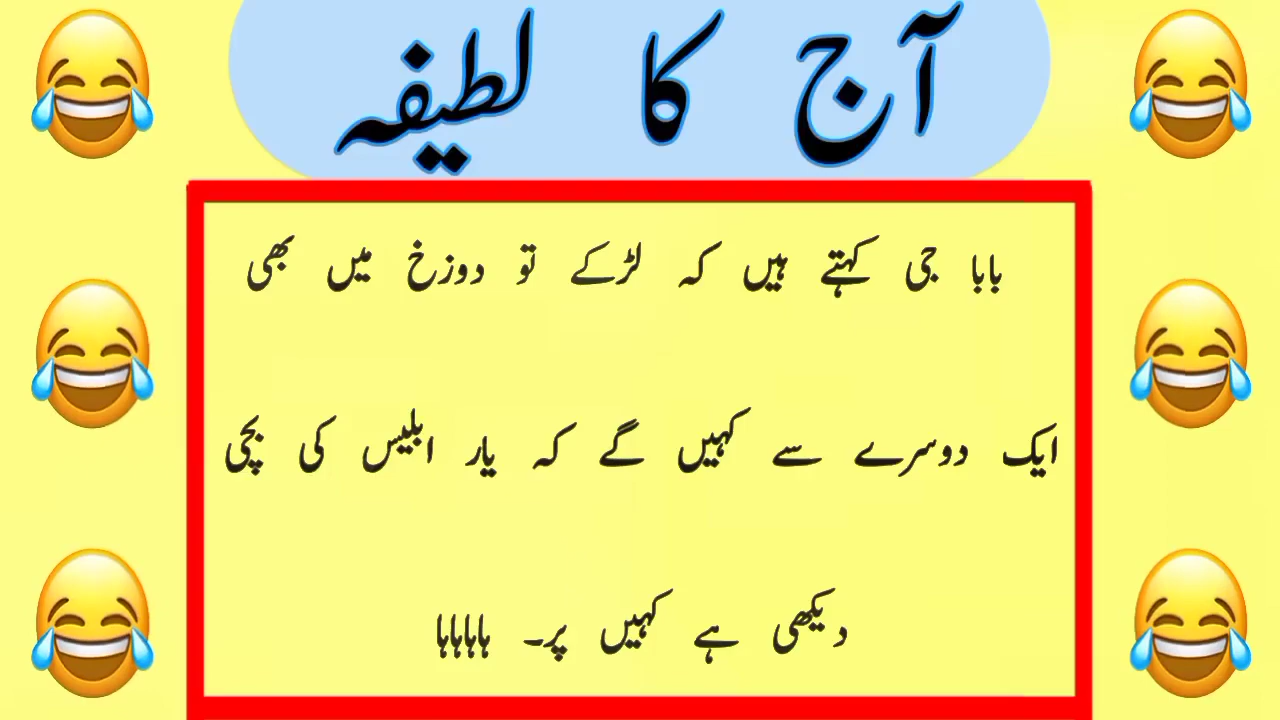 آج کا لطیفہ
بابا جی کہتے ہیں کہ لڑکے تو دوزخ میں بھی
ایک دوسرے سے کہیں گے کہ یار ابلیس کی بچی
دیکھی ہے کہیں پر۔ ہاہاہاہا